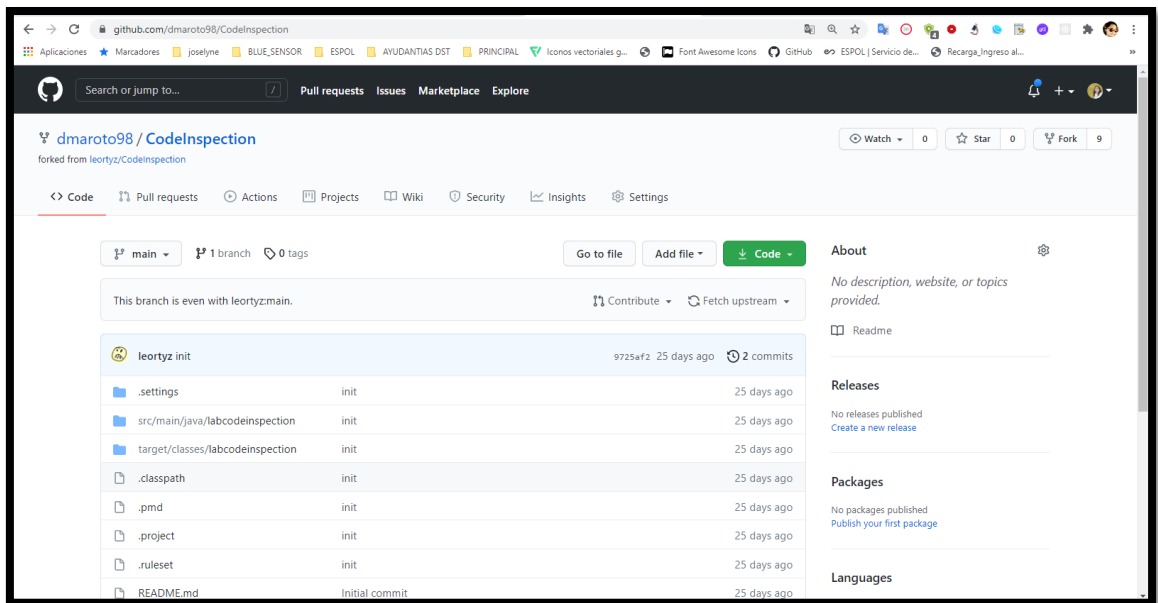 github.com/dmaroto98/CodeInspection
4
Aplicaciones Marcadores joselyne BLUE_SENSOR ESPOL AYUDANTIAS DST PRINCIPAL Iconos vectoriales g... Font Awesome Icons GitHub ESPOL | Servicio de... Recarga_Ingreso al... »
Search or jump to... / Pull requests Issues Marketplace Explore
dmaroto98 / CodeInspection Watch 0 Star 0 Fork 9
forked from leortyz/CodeInspection
<> Code Pull requests Actions Projects Wiki Security Insights Settings
main 1 branch 0 tags Go to file Add file Code
This branch is even with leortyz:main. Contribute Fetch upstream
leortyz init 9725af2 25 days ago 2 commits
.settings init 25 days ago
src/main/java/labcodeinspection init 25 days ago
target/classes/labcodeinspection init 25 days ago
.classpath init 25 days ago
.pmd init 25 days ago
.project init 25 days ago
.ruleset init 25 days ago
README.md Initial commit 25 days ago
About
No description, website, or topics
provided.
Readme
Releases
No releases published
Create a new release
Packages
No packages published
Publish your first package
Languages